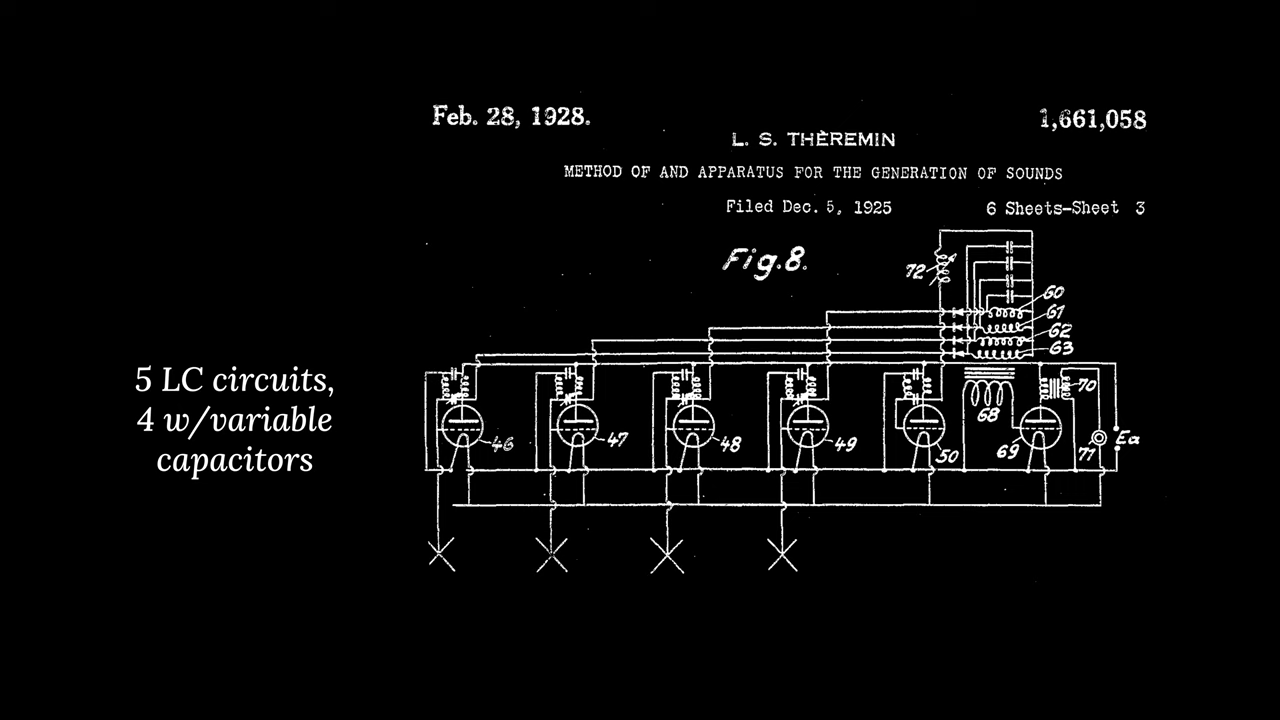 Feb. 28, 1928.
1,661,058
L. S. THEREMIN
METHOD OF AND APPARATUS FOR THE GENERATION OF SOUNDS
Filed Dec. 5, 1925
6 Sheets-Sheet 3
Fig. 8.
72
60
61
62
63
5 LC circuits,
4 w/variable
capacitors
46
47
48
49
50
68
69
70
71
Ea